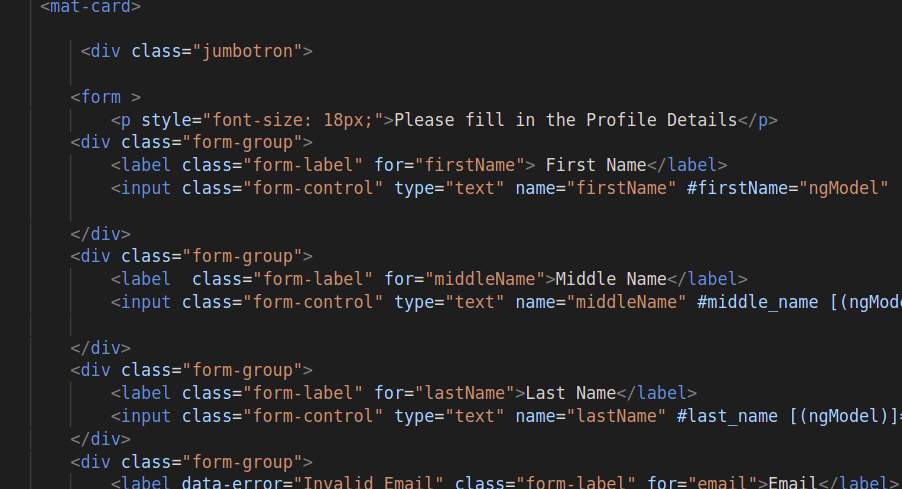 <mat-card>
<div class="jumbotron">
<form >
<p style="font-size: 18px;">Please fill in the Profile Details</p>
<div class="form-group">
<label class="form-label" for="firstName"> First Name</label>
<input class="form-control" type="text" name="firstName" #firstName="ngModel"
</div>
<div class="form-group">
<label  class="form-label" for="middleName">Middle Name</label>
<input class="form-control" type="text" name="middleName" #middle_name [(ngMode
</div>
<div class="form-group">
<label class="form-label" for="lastName">Last Name</label>
<input class="form-control" type="text" name="lastName" #last_name [(ngModel)]=
</div>
<div class="form-group">
<label data-error="Invalid Email" class="form-label" for="email">Email</label>